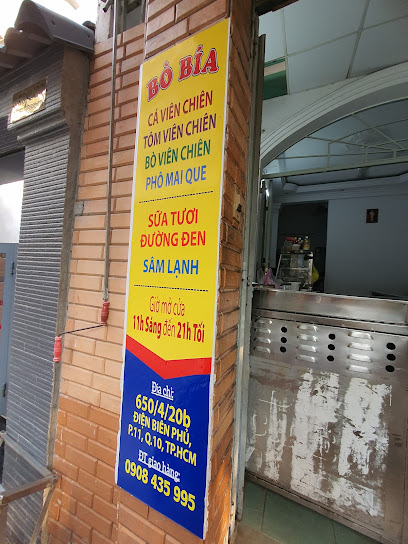 BÒ BÍA
CÁ VIÊN CHIÊN
TÔM VIÊN CHIÊN
BÒ VIÊN CHIÊN
PHÔ MAI QUE
SỮA TƯƠI
ĐƯỜNG ĐEN
SÂM LẠNH
Giờ mở cửa
11h Sáng đến 21h Tối
Địa chỉ:
650/4/20b
ĐIỆN BIÊN PHỦ,
P.11, Q.10, TP.HCM
ĐT giao hàng:
0908 435 995